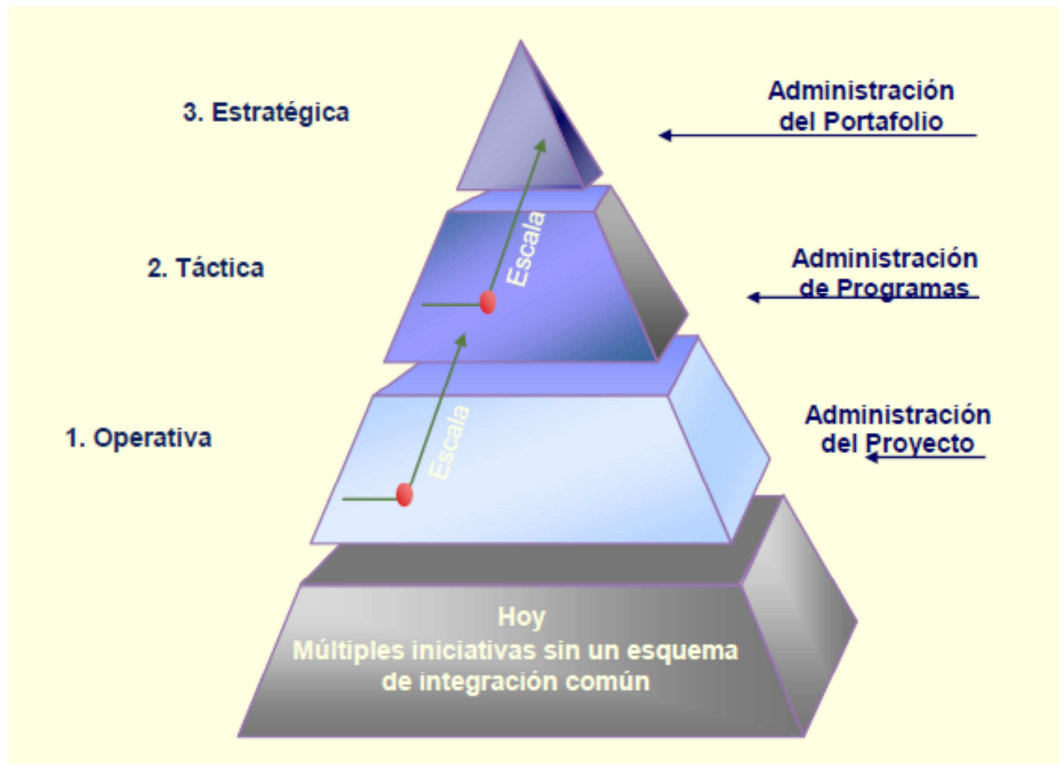 3. Estratégica
Administración
del Portafolio
Escala
2. Táctica
Administración
de Programas
Escala
1. Operativa
Administración
del Proyecto
Hoy
Múltiples iniciativas sin un esquema
de integración común